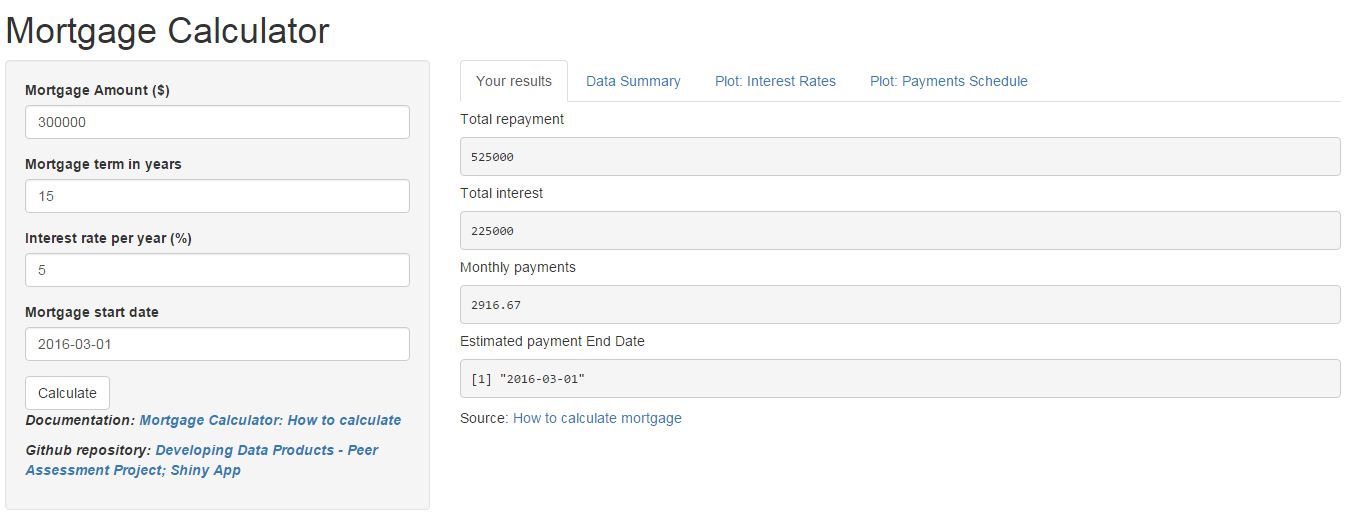 Mortgage Calculator
Mortgage Amount ($)
300000
Mortgage term in years
15
Interest rate per year (%)
5
Mortgage start date
2016-03-01
Calculate
Documentation: Mortgage Calculator: How to calculate
Github repository: Developing Data Products - Peer
Assessment Project; Shiny App
Your results Data Summary Plot: Interest Rates Plot: Payments Schedule
Total repayment
525000
Total interest
225000
Monthly payments
2916.67
Estimated payment End Date
[1] "2016-03-01"
Source: How to calculate mortgage